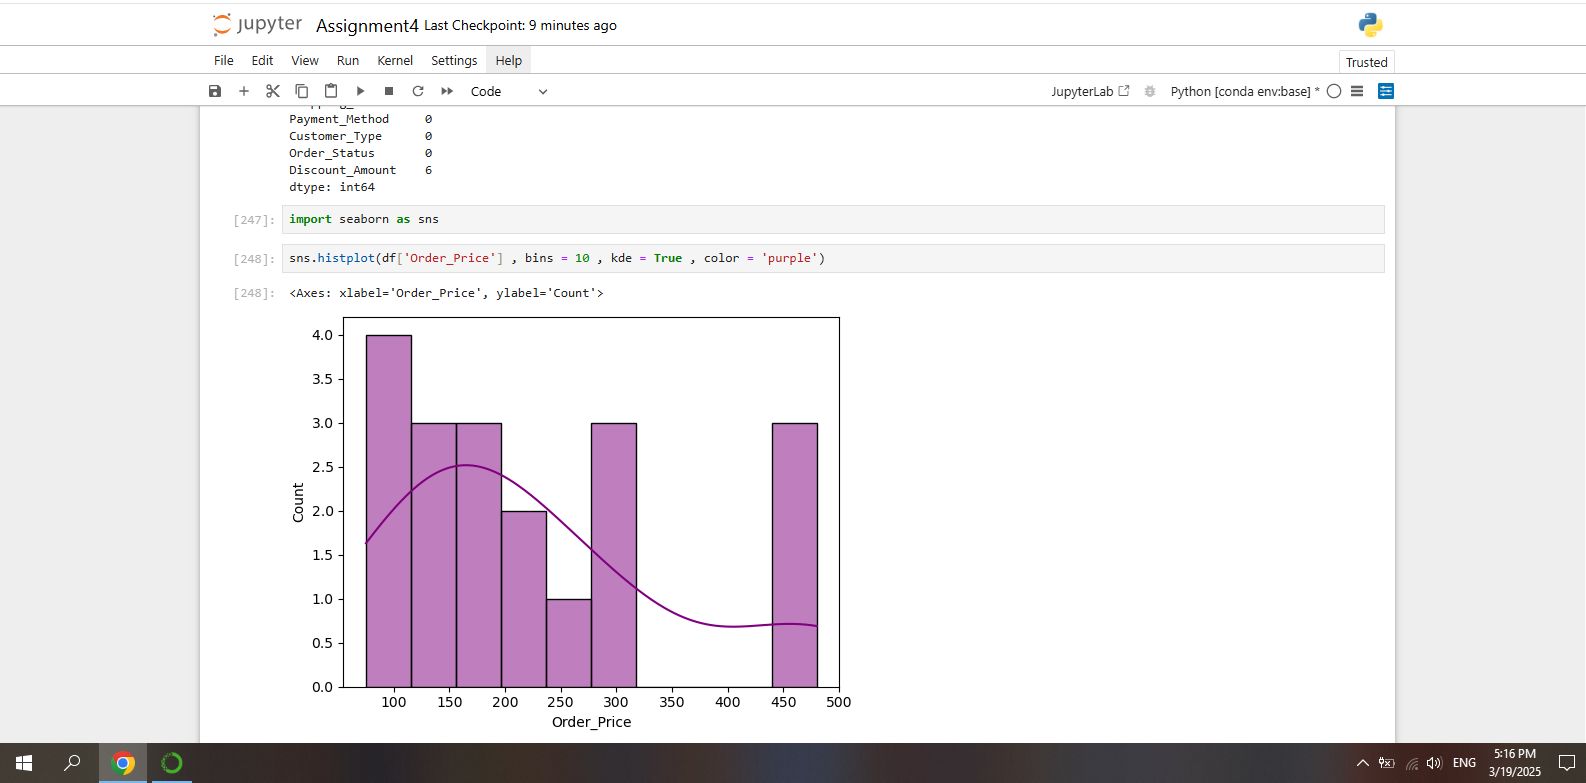 jupyter Assignment4 Last Checkpoint: 9 minutes ago
File Edit View Run Kernel Settings Help
Trusted
Code
JupyterLab
Python [conda env:base] *
Payment_Method 0
Customer_Type 0
Order_Status 0
Discount_Amount 6
dtype: int64
[247]: import seaborn as sns
[248]: sns.histplot(df['Order_Price'] , bins = 10 , kde = True , color = 'purple')
[248]: <Axes: xlabel='Order_Price', ylabel='Count'>
4.0
3.5
3.0
2.5
2.0
1.5
1.0
0.5
0.0
Count
100 150 200 250 300 350 400 450 500
Order_Price
ENG
5:16 PM
3/19/2025